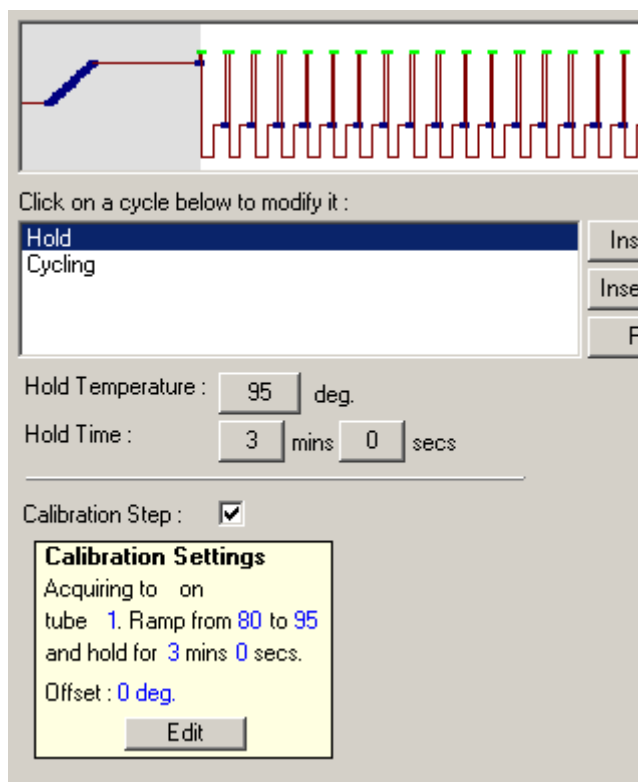 Click on a cycle below to modify it :
Hold
Cycling
Ins
Inse
Hold Temperature : 95 deg.
Hold Time : 3 mins 0 secs
Calibration Step :
Calibration Settings
Acquiring to on
tube 1. Ramp from 80 to 95
and hold for 3 mins 0 secs.
Offset : 0 deg.
Edit